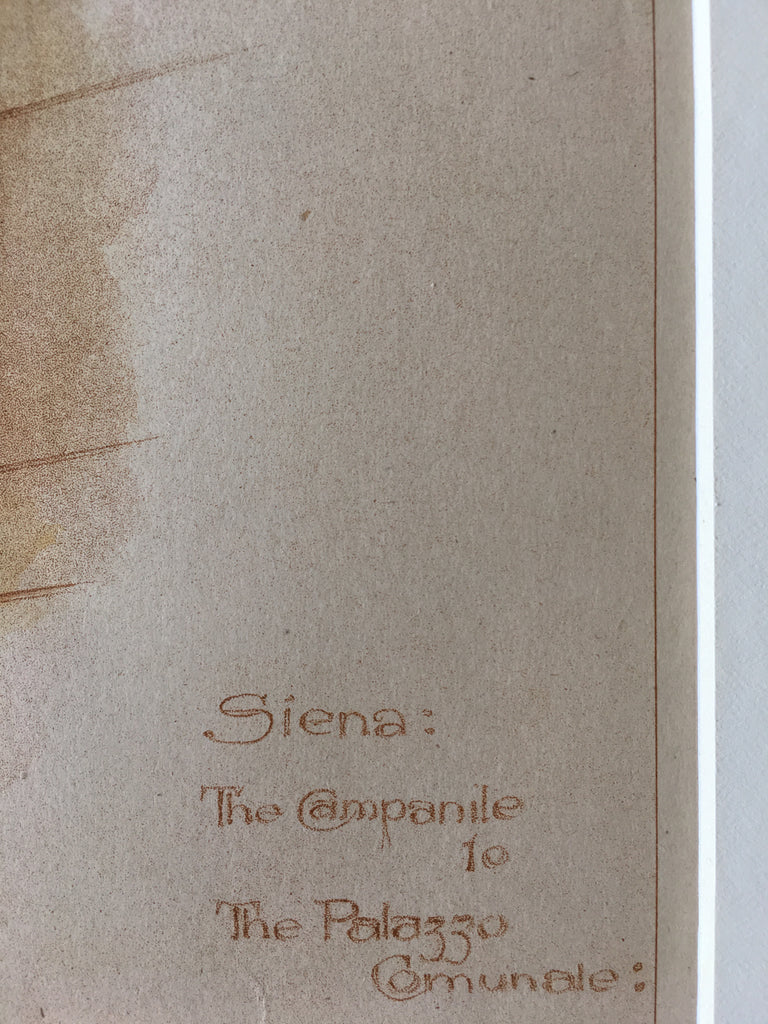 Siena:
The Campanile
to
The Palazzo
Comunale: